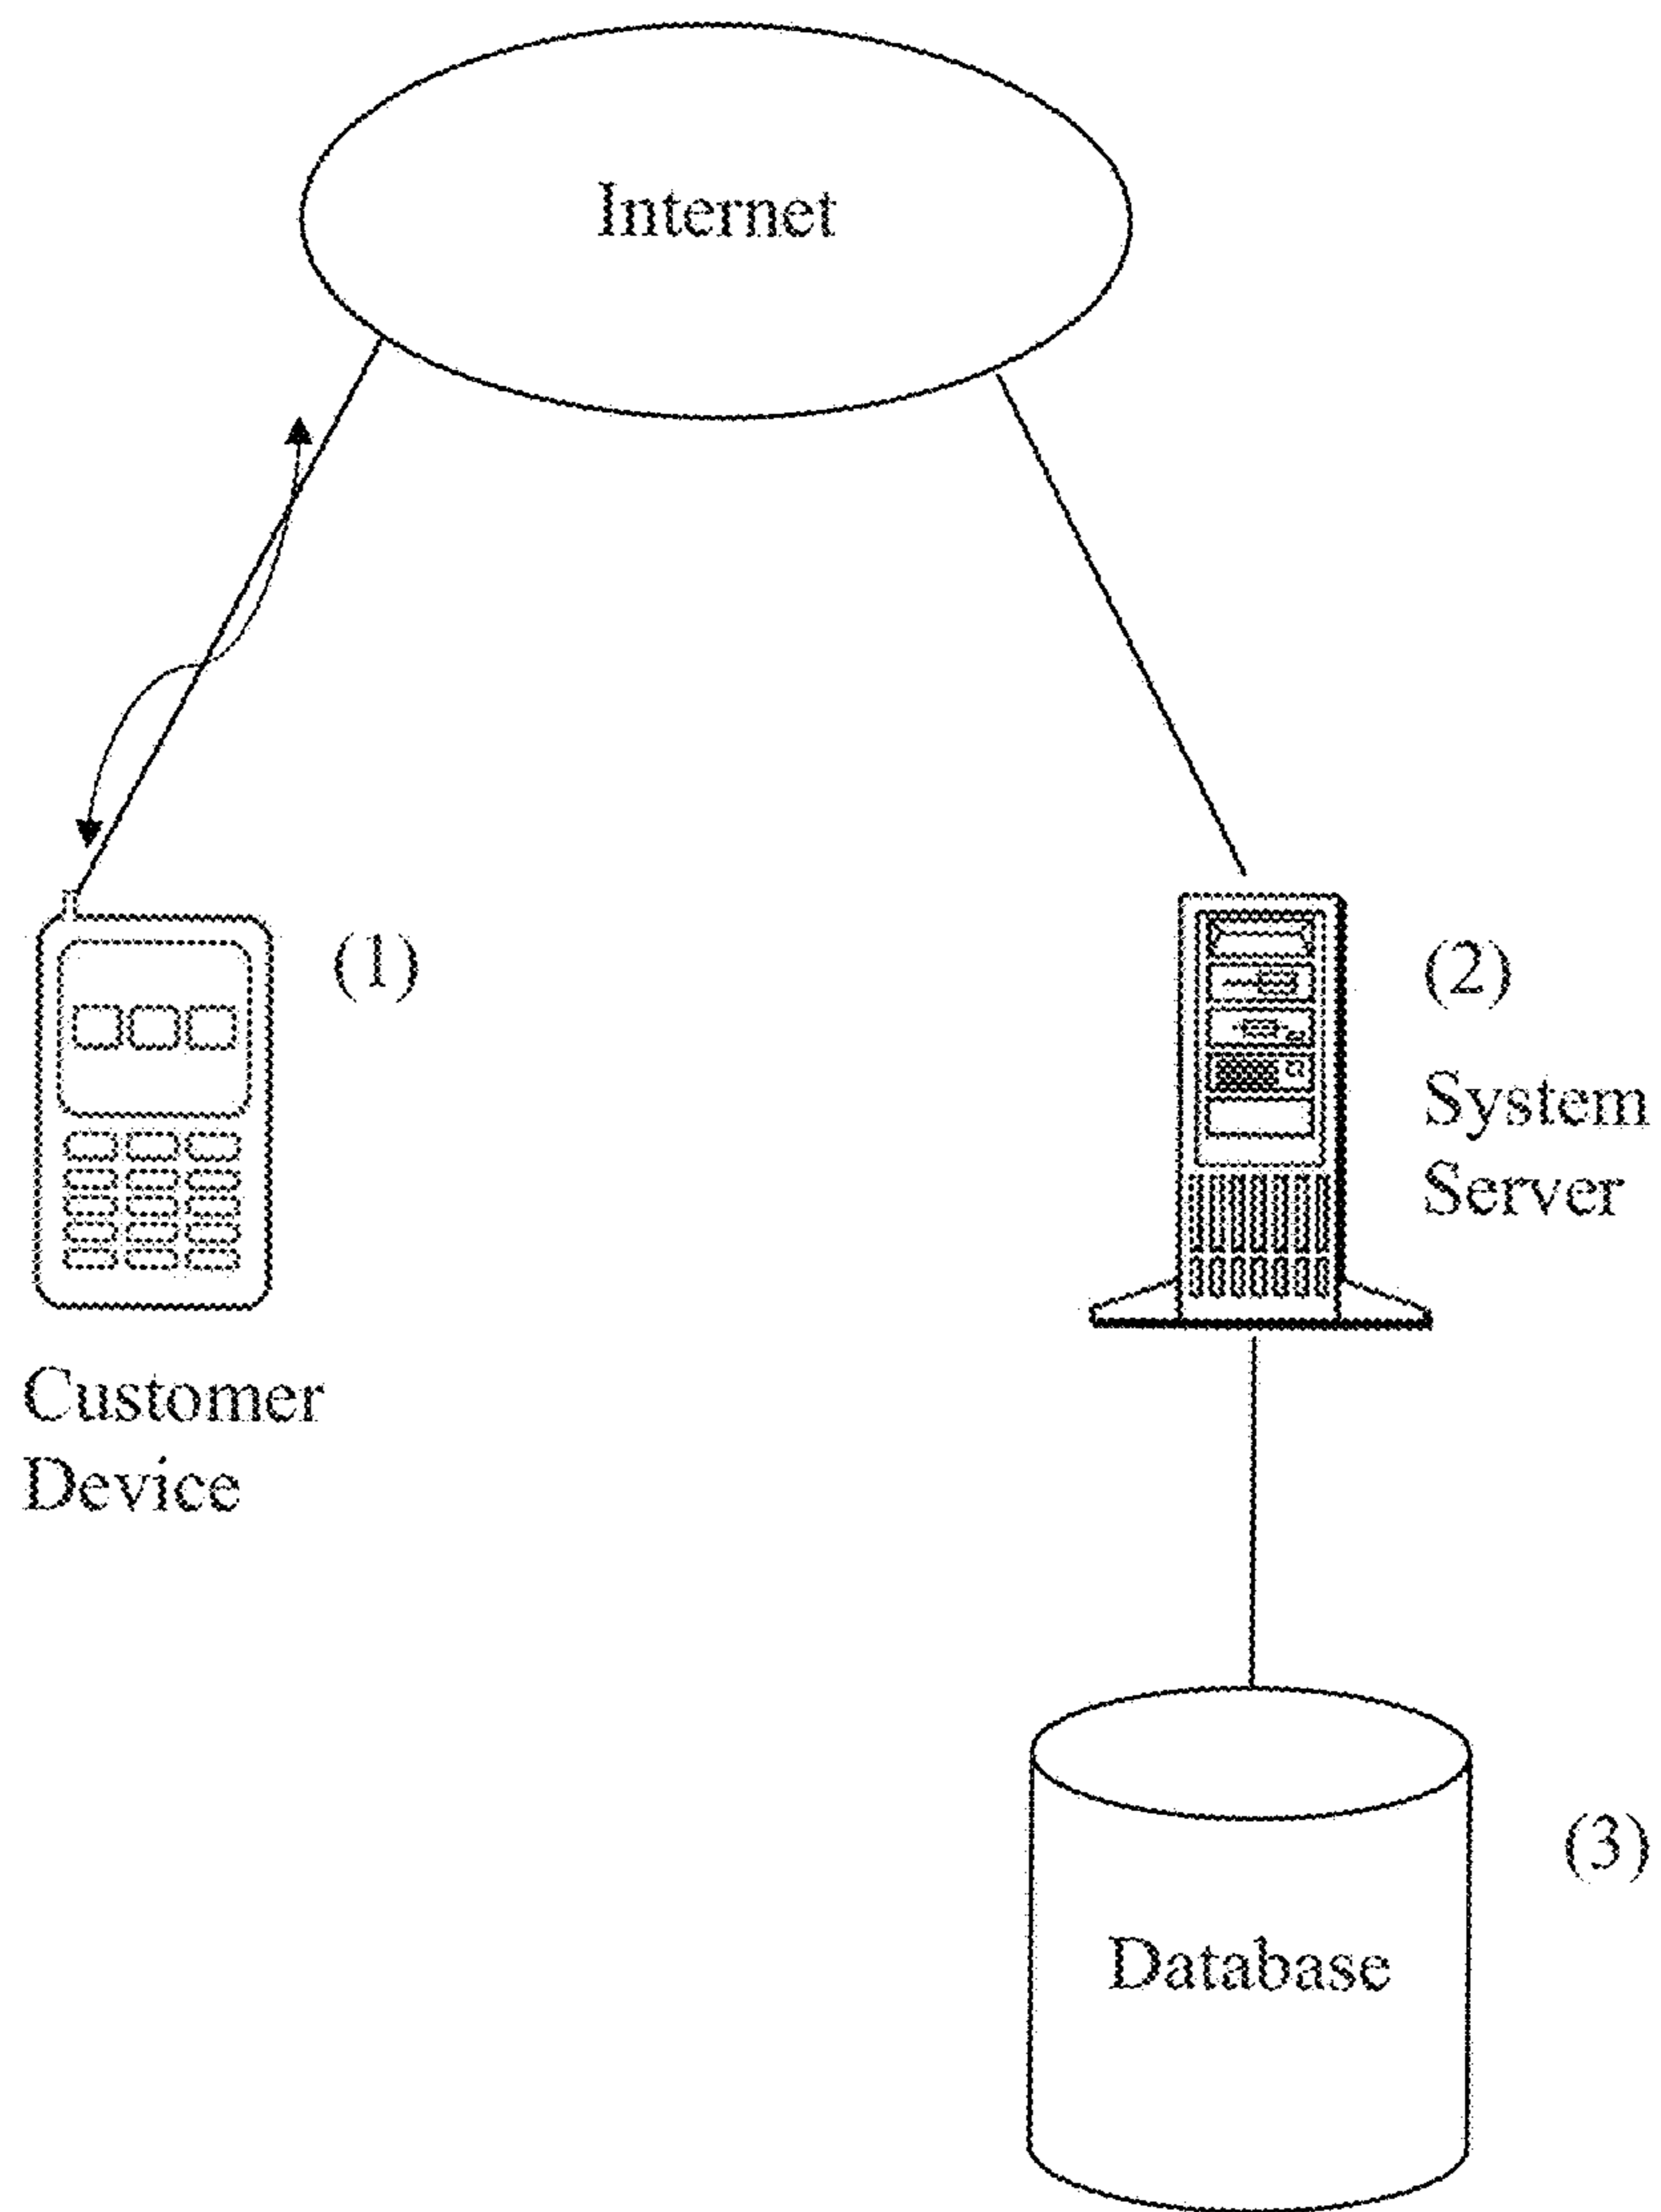 Internet
(1)
(2)
System
Server
Customer
Device
(3)
Database